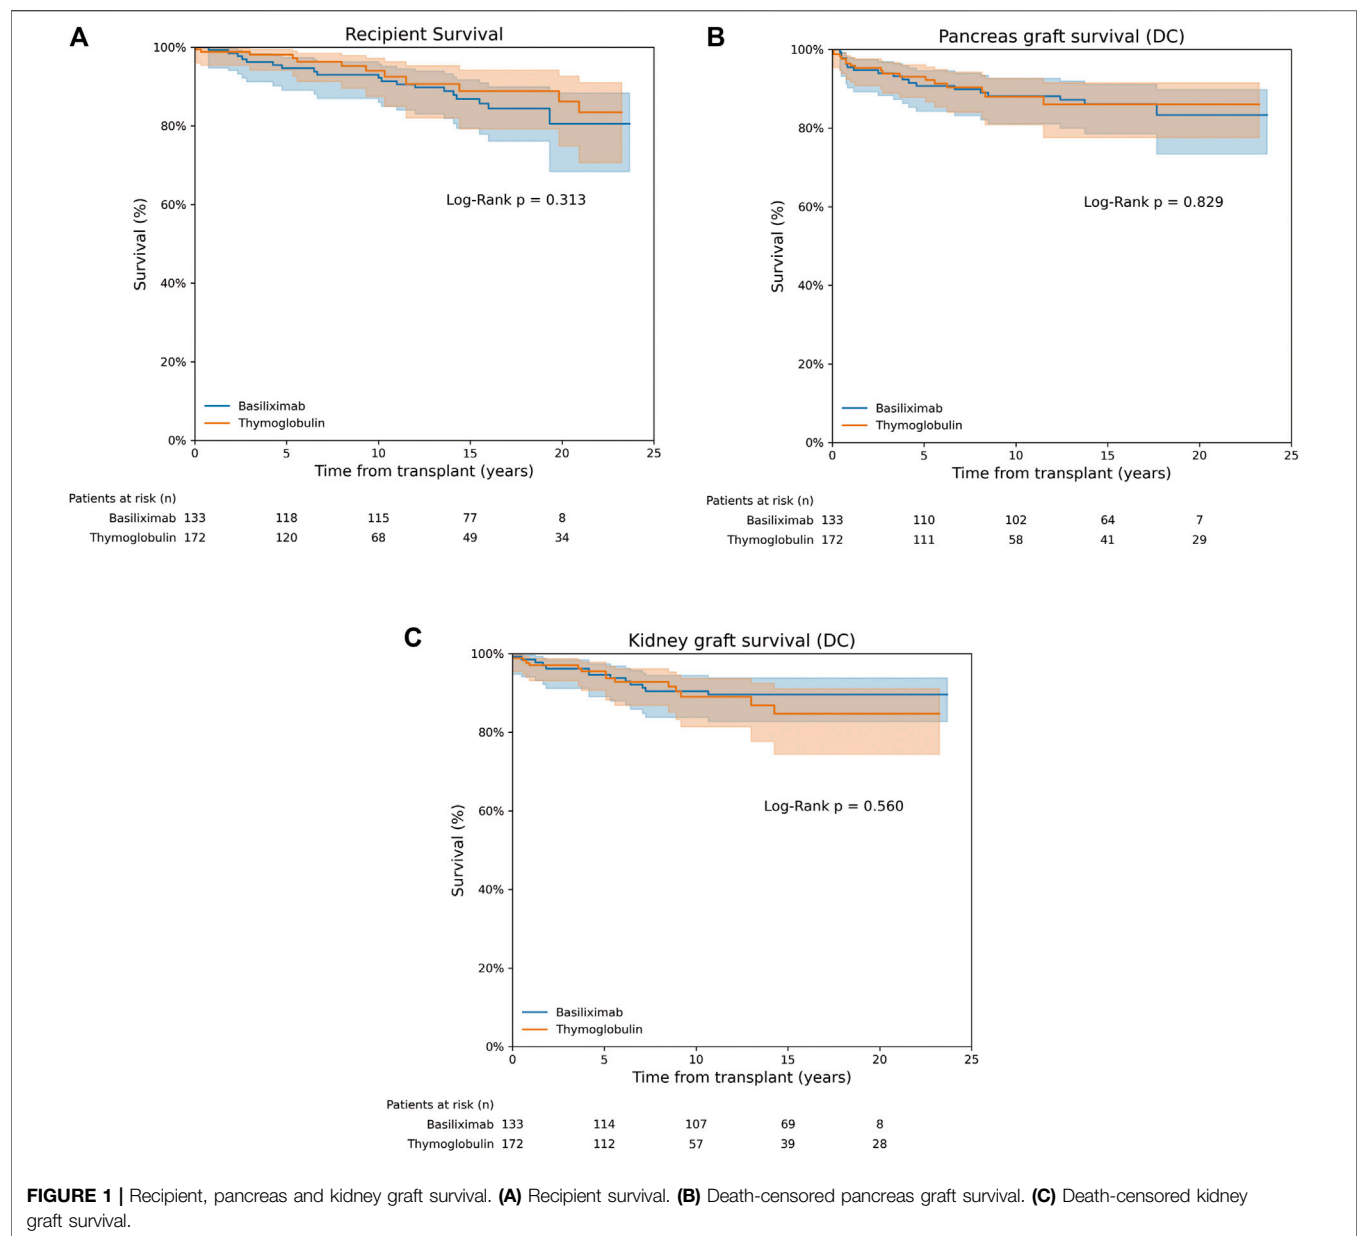 A
Recipient Survival
100%
80%
60%
40%
20%
0%
Survival (%)
Log-Rank p = 0.313
Basiliximab
Thymoglobulin
0 5 10 15 20 25
Time from transplant (years)
Patients at risk (n)
Basiliximab 133 118 115 77 8
Thymoglobulin 172 120 68 49 34
B
Pancreas graft survival (DC)
100%
80%
60%
40%
20%
0%
Survival (%)
Log-Rank p = 0.829
Basiliximab
Thymoglobulin
0 5 10 15 20 25
Time from transplant (years)
Patients at risk (n)
Basiliximab 133 110 102 64 7
Thymoglobulin 172 111 58 41 29
C
Kidney graft survival (DC)
100%
80%
60%
40%
20%
0%
Survival (%)
Log-Rank p = 0.560
Basiliximab
Thymoglobulin
0 5 10 15 20 25
Time from transplant (years)
Patients at risk (n)
Basiliximab 133 114 107 69 8
Thymoglobulin 172 112 57 39 28
FIGURE 1 | Recipient, pancreas and kidney graft survival. (A) Recipient survival. (B) Death-censored pancreas graft survival. (C) Death-censored kidney
graft survival.